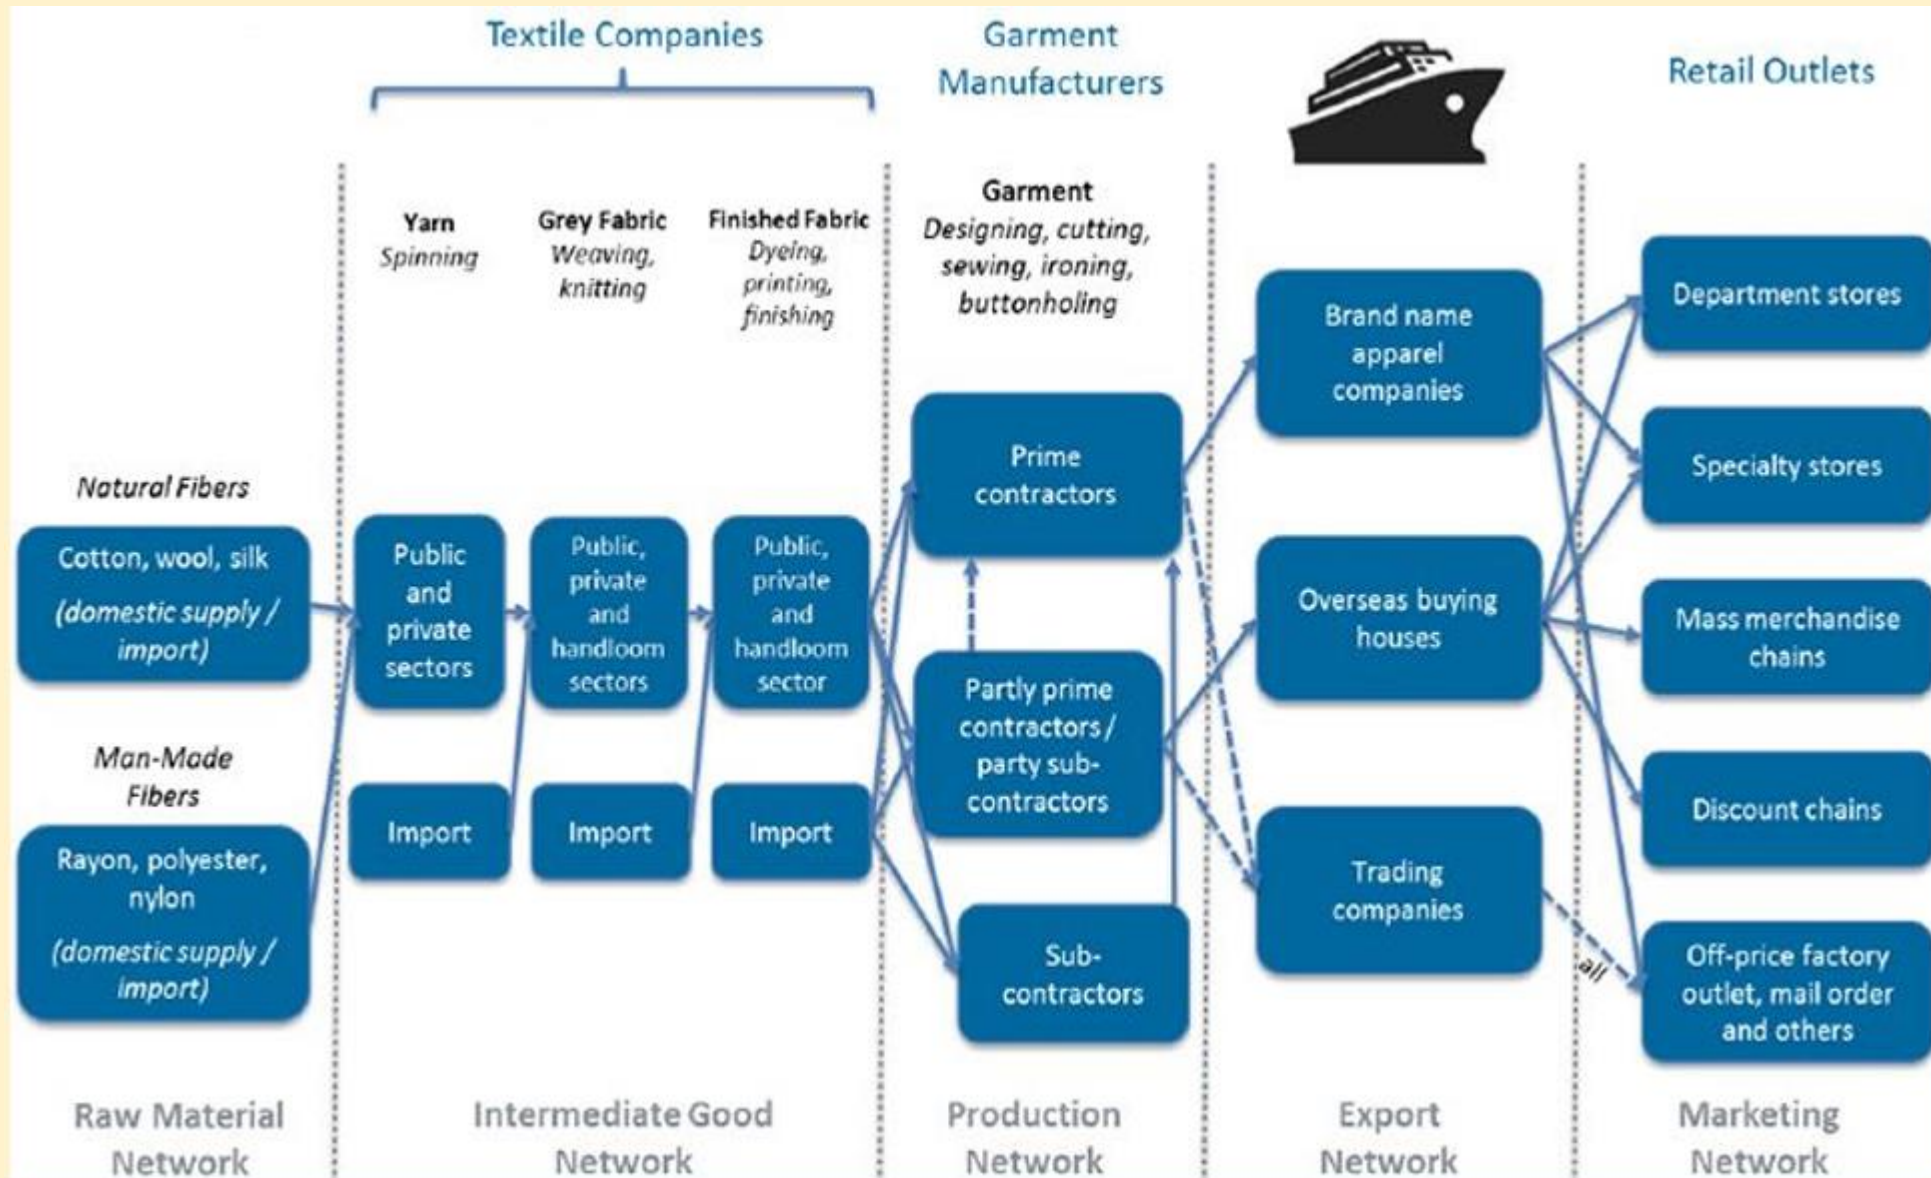 Textile Companies
Garment
Manufacturers
Retail Outlets
Yarn
Spinning
Grey Fabric
Weaving,
knitting
Finished Fabric
Dyeing,
printing,
finishing
Garment
Designing, cutting,
sewing, ironing,
buttonholing
Natural Fibers
Cotton, wool, silk
(domestic supply /
import)
Man-Made
Fibers
Rayon, polyester,
nylon
(domestic supply /
import)
Public
and
private
sectors
Public,
private
and
handloom
sectors
Public,
private
and
handloom
sector
Import
Import
Import
Prime
contractors
Partly prime
contractors /
party sub-
contractors
Sub-
contractors
Brand name
apparel
companies
Overseas buying
houses
Trading
companies
all
Department stores
Specialty stores
Mass merchandise
chains
Discount chains
Off-price factory
outlet, mail order
and others
Raw Material
Network
Intermediate Good
Network
Production
Network
Export
Network
Marketing
Network